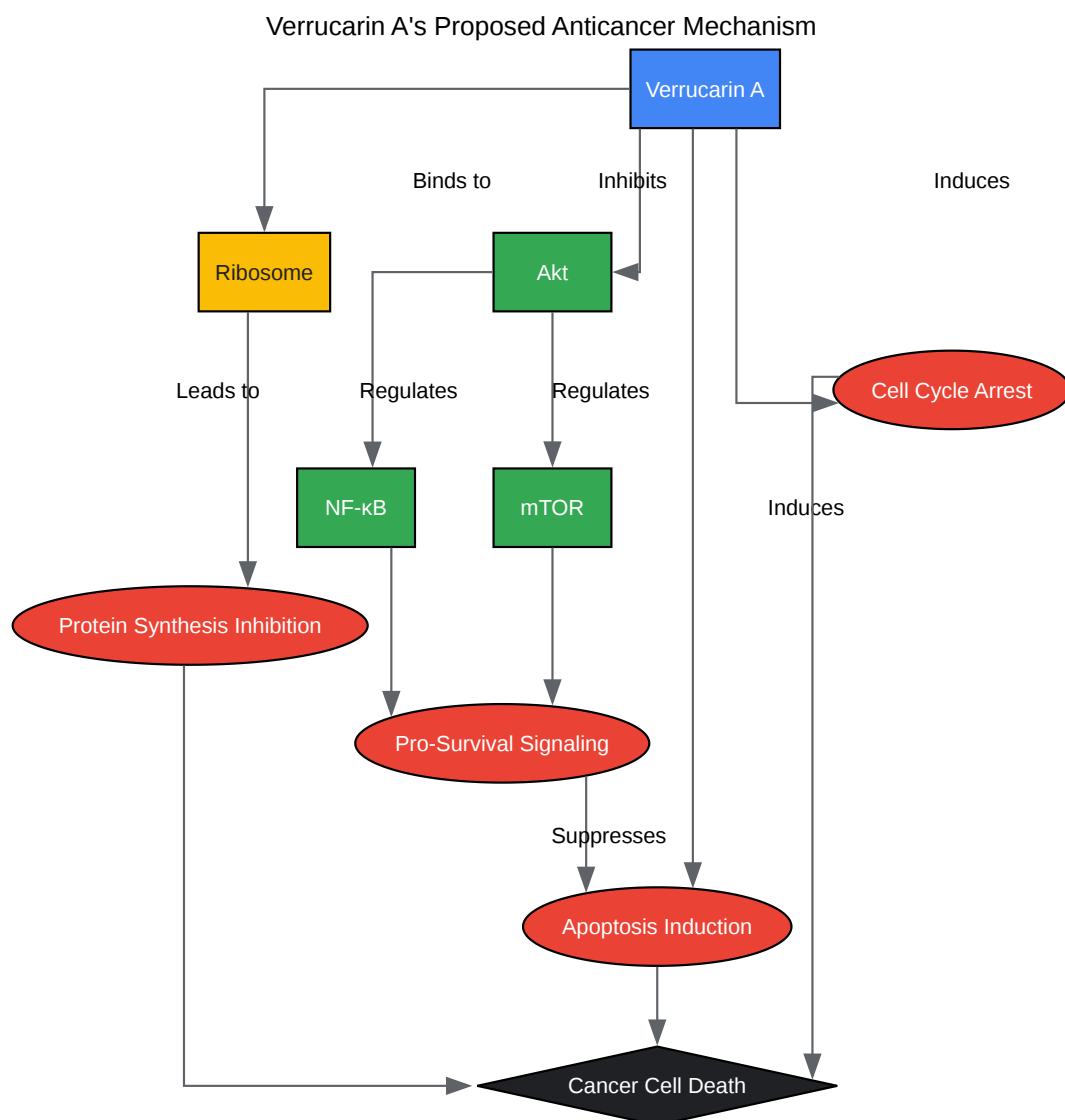 Verrucarin A's Proposed Anticancer Mechanism
Verrucarin A
Binds to
Inhibits
Induces
Ribosome
Akt
Leads to
Regulates
Regulates
Cell Cycle Arrest
NF-κB
mTOR
Induces
Protein Synthesis Inhibition
Pro-Survival Signaling
Suppresses
Apoptosis Induction
Cancer Cell Death